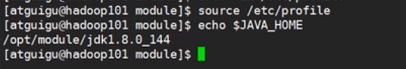 [atguigu@hadoop101 module]$ source /etc/profile
[atguigu@hadoop101 module]$ echo $JAVA_HOME
/opt/module/jdk1.8.0_144
[atguigu@hadoop101 module]$